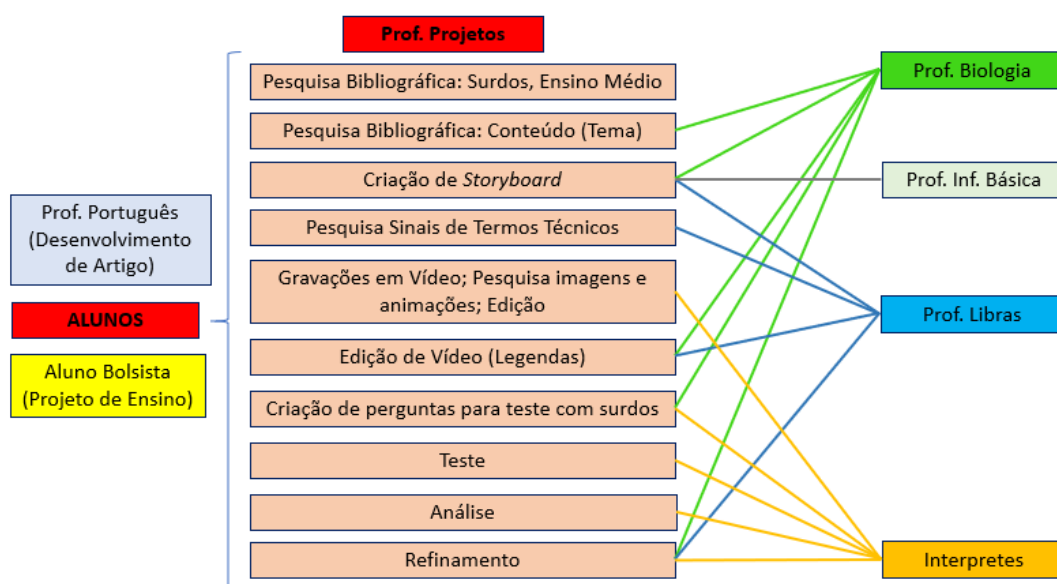 Prof. Projetos
Pesquisa Bibliográfica: Surdos, Ensino Médio
Pesquisa Bibliográfica: Conteúdo (Tema)
Criação de Storyboard
Pesquisa Sinais de Termos Técnicos
Gravações em Vídeo; Pesquisa imagens e
animações; Edição
Edição de Vídeo (Legendas)
Criação de perguntas para teste com surdos
Teste
Análise
Refinamento
Prof. Português
(Desenvolvimento
de Artigo)
ALUNOS
Aluno Bolsista
(Projeto de Ensino)
Prof. Biologia
Prof. Inf. Básica
Prof. Libras
Interpretes